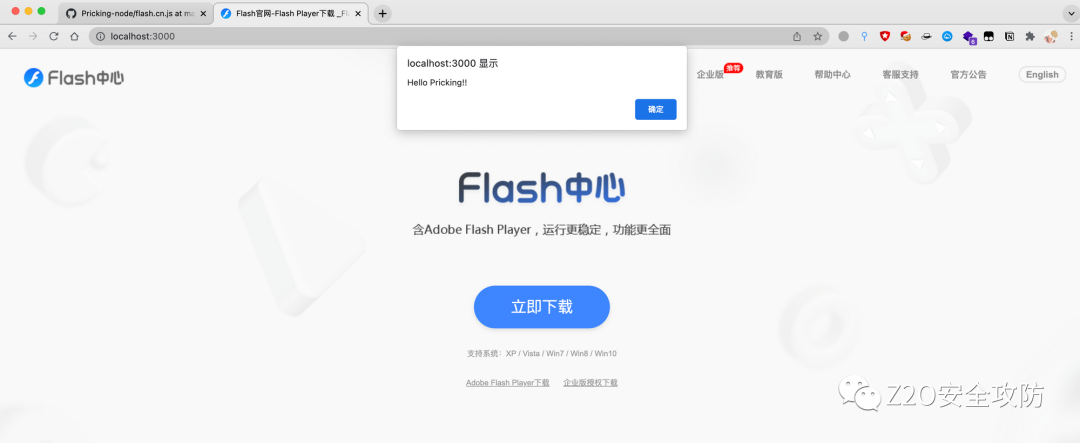 Pricking-node/flash.cn.js at ma
Flash官网-Flash Player下载 _Fla
localhost:3000
localhost:3000 显示
Hello Pricking!!
确定
Flash中心
企业版
推荐
教育版
帮助中心
客服支持
官方公告
English
Flash中心
含Adobe Flash Player，运行更稳定，功能更全面
立即下载
支持系统：XP / Vista / Win7 / Win8 / Win10
Adobe Flash Player下载
企业版授权下载
Z2O安全攻防